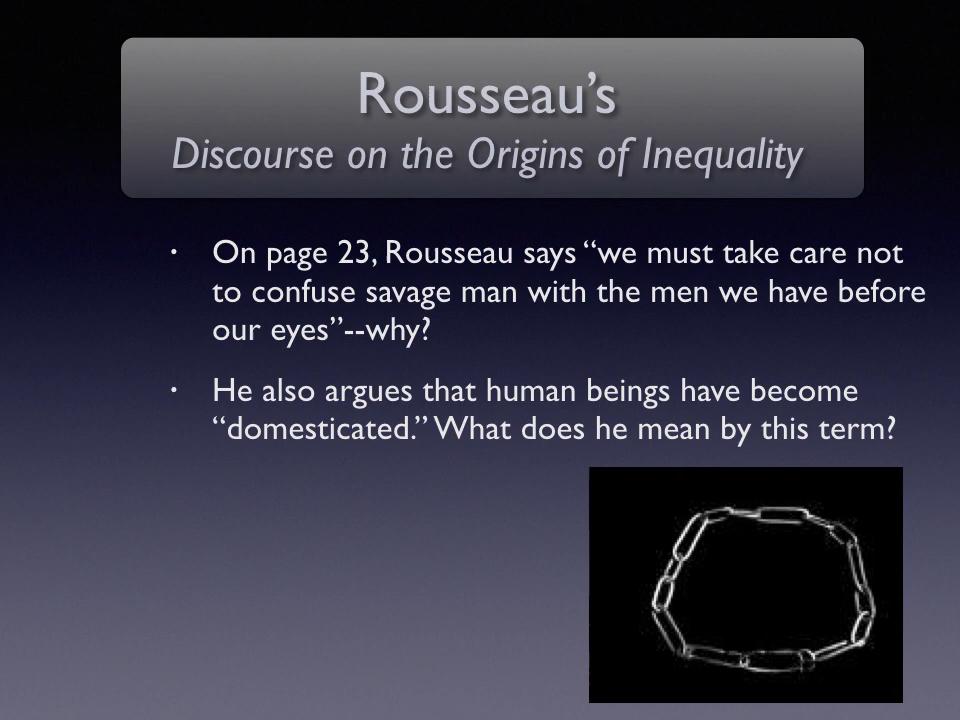 Rousseau’s
Discourse on the Origins of Inequality
• On page 23, Rousseau says “we must take care not
to confuse savage man with the men we have before
our eyes”--why?
• He also argues that human beings have become
“domesticated.” What does he mean by this term?